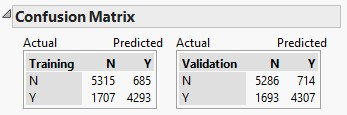 Confusion Matrix
Actual Predicted Actual Predicted
Training N Y Validation N Y
N 5315 685 N 5286 714
Y 1707 4293 Y 1693 4307